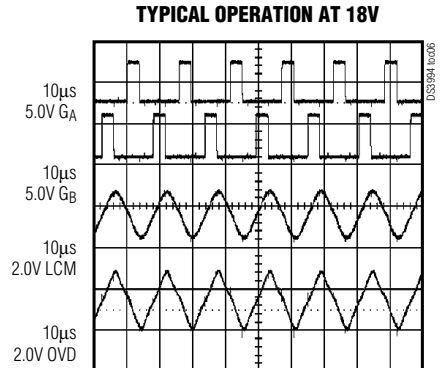 TYPICAL OPERATION AT 18V
DS3994 toc06
10µs
5.0V GA
10µs
5.0V GB
10µs
2.0V LCM
10µs
2.0V OVD